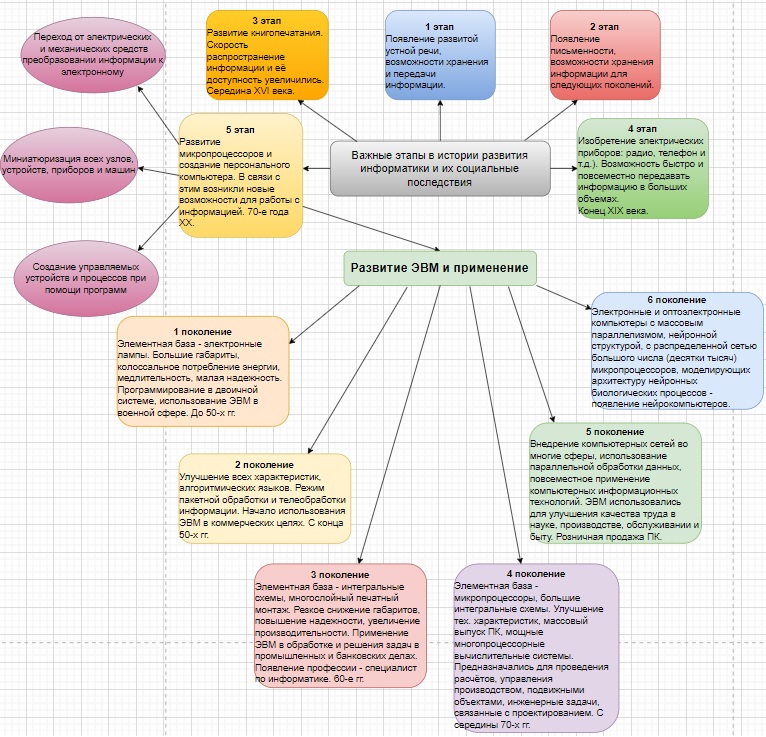 Переход от электрических
и механических средств
преобразовании информации к
электронному
3 этап
Развитие книгопечатания.
Скорость
распространение
информации и её
доступность увеличились.
Середина XVI века.
1 этап
Появление развитой
устной речи,
возможности хранения
и передачи
информации.
2 этап
Появление
письменности,
возможности хранения
информации для
следующих поколений.
Миниатюризация всех узлов,
устройств, приборов и машин
5 этап
Развитие
микропроцессоров и
создание персонального
компьютера. В связи с
этим возникли новые
возможности для работы с
информацией. 70-е года
XX.
Важные этапы в истории развития
информатики и их социальные
последствия
4 этап
Изобретение электрических
приборов: радио, телефон и
т.д.). Возможность быстро и
повсеместно передавать
информацию в больших
объемах.
Конец XIX века.
Создание управляемых
устройств и процессов при
помощи программ
Развитие ЭВМ и применение
1 поколение
Элементная база - электронные
лампы. Большие габариты,
колоссальное потребление энергии,
медлительность, малая надежность.
Программирование в двоичной
системе, использование ЭВМ в
военной сфере. До 50-х гг.
6 поколение
Электронные и оптоэлектронные
компьютеры с массовым
параллелизмом, нейронной
структурой, с распределенной сетью
большого числа (десятки тысяч)
микропроцессоров, моделирующих
архитектуру нейронных
биологических процессов -
появление нейрокомпьютеров.
2 поколение
Улучшение всех характеристик,
алгоритмических языков. Режим
пакетной обработки и телеобработки
информации. Начало использования
ЭВМ в коммерческих целях. С конца
50-х гг.
5 поколение
Внедрение компьютерных сетей во
многие сферы, использование
параллельной обработки данных,
повсеместное применение
компьютерных информационных
технологий. ЭВМ использовались
для улучшения качества труда в
науке, производстве, обслуживании и
быту. Розничная продажа ПК.
3 поколение
Элементная база - интегральные
схемы, многослойный печатный
монтаж. Резкое снижение габаритов,
повышение надежности, увеличение
производительности. Применение
ЭВМ в обработке и решения задач в
промышленных и банковских делах.
Появление профессии - специалист
по информатике. 60-е гг.
4 поколение
Элементная база -
микропроцессоры, большие
интегральные схемы. Улучшение
тех. характеристик, массовый
выпуск ПК, мощные
многопроцессорные
вычислительные системы.
Предназначались для проведения
расчётов, управления
производством, подвижными
объектами, инженерные задачи,
связанные с проектированием. С
середины 70-х гг.